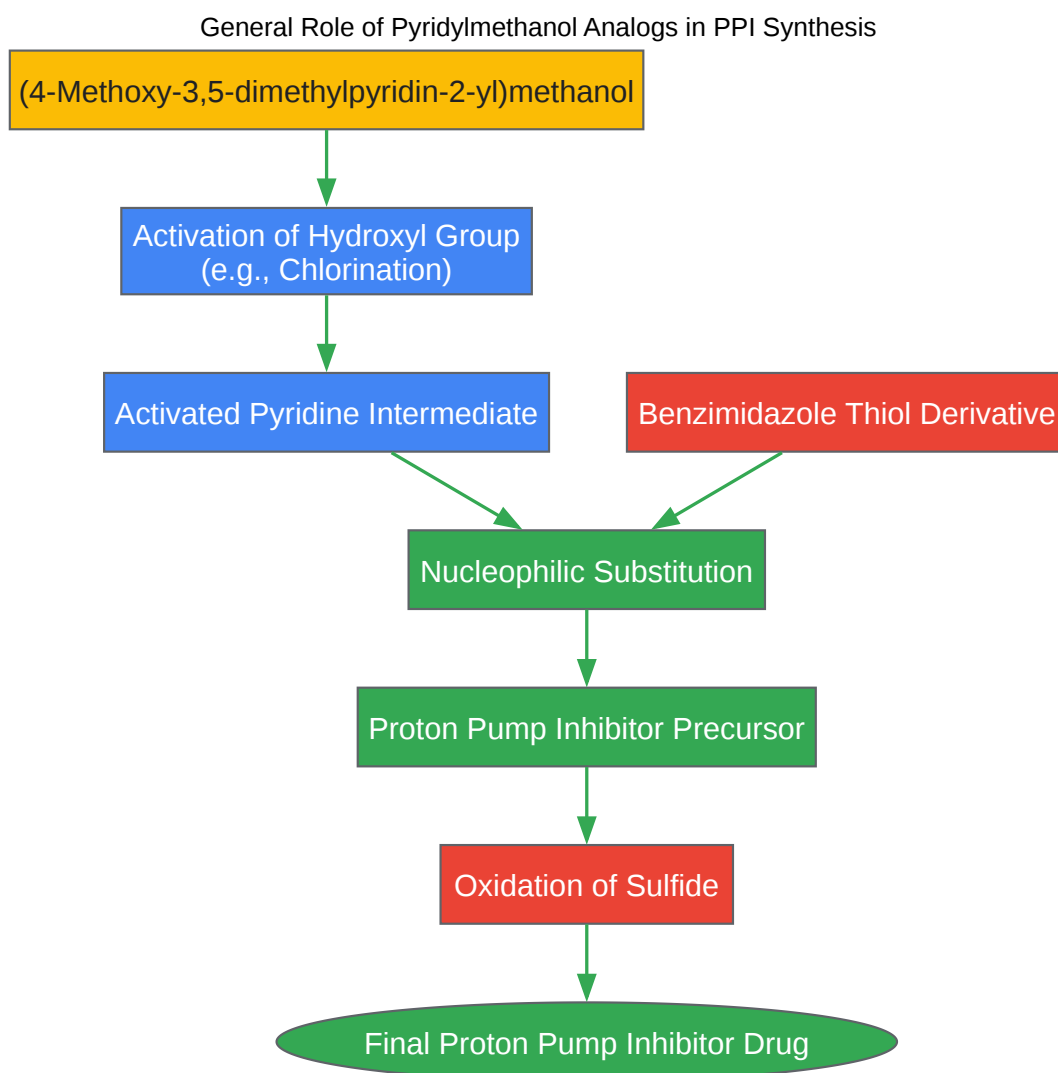 General Role of Pyridylmethanol Analogs in PPI Synthesis
(4-Methoxy-3,5-dimethylpyridin-2-yl)methanol
Activation of Hydroxyl Group
(e.g., Chlorination)
Activated Pyridine Intermediate
Benzimidazole Thiol Derivative
Nucleophilic Substitution
Proton Pump Inhibitor Precursor
Oxidation of Sulfide
Final Proton Pump Inhibitor Drug